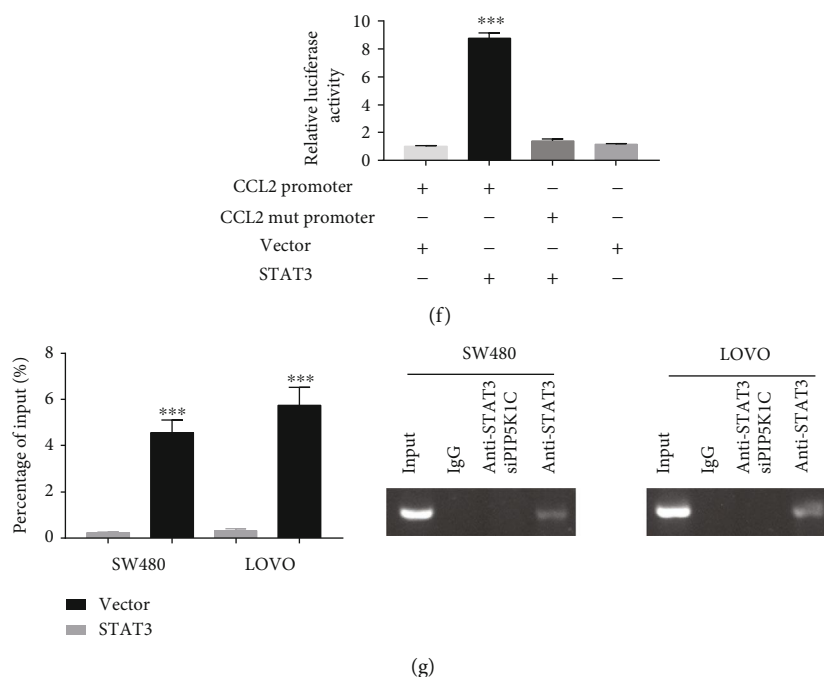 Relative luciferase
activity
10
8
6
4
2
0
***
CCL2 promoter + + − −
CCL2 mut promoter − − + −
Vector + − − +
STAT3 − + + −
(f)
Percentage of input (%)
8
6
4
2
0
***
***
SW480 LOVO
Vector
STAT3
SW480
Input
IgG
Anti-STAT3
siPIP5K1C
Anti-STAT3
LOVO
Input
IgG
Anti-STAT3
siPIP5K1C
Anti-STAT3
(g)